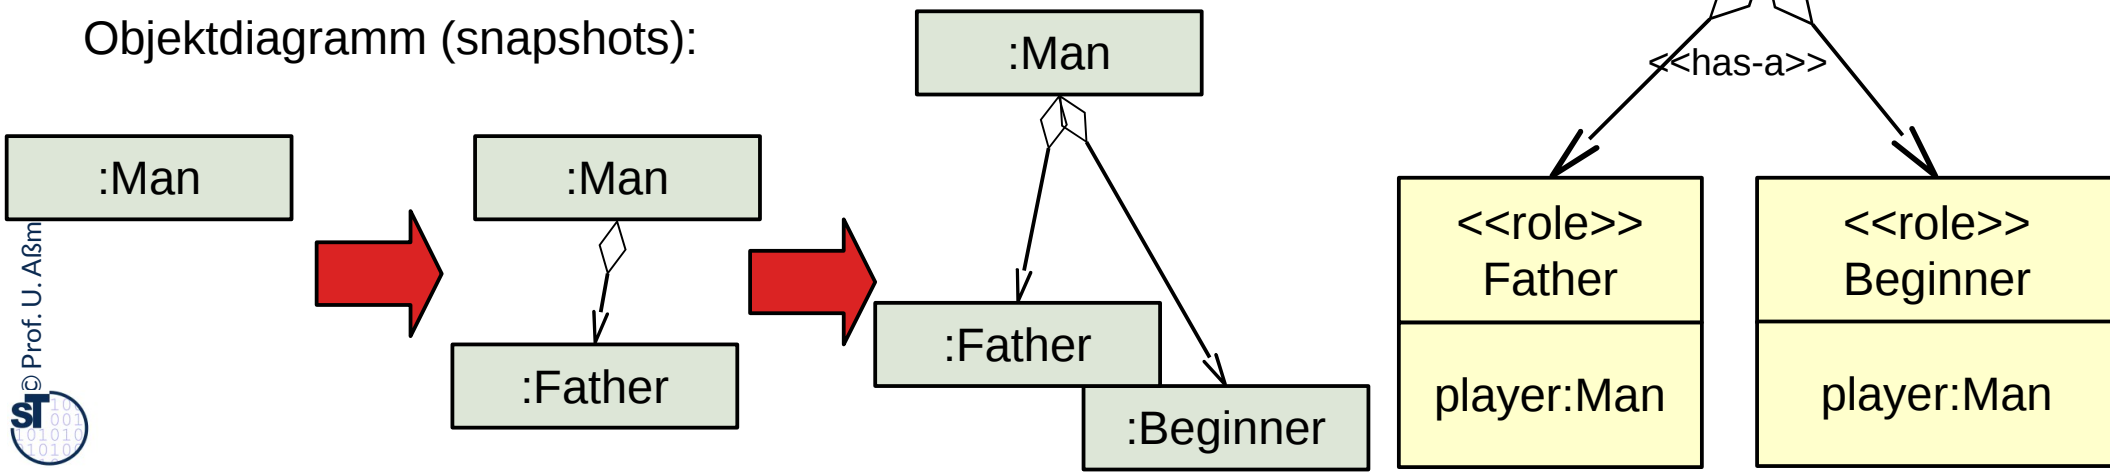 Objektdiagramm (snapshots):
:Man
:Man
:Father
:Man
:Father
:Beginner
<<has-a>>
<<role>>
Father
player:Man
<<role>>
Beginner
player:Man
© Prof. U. Aßm
ST